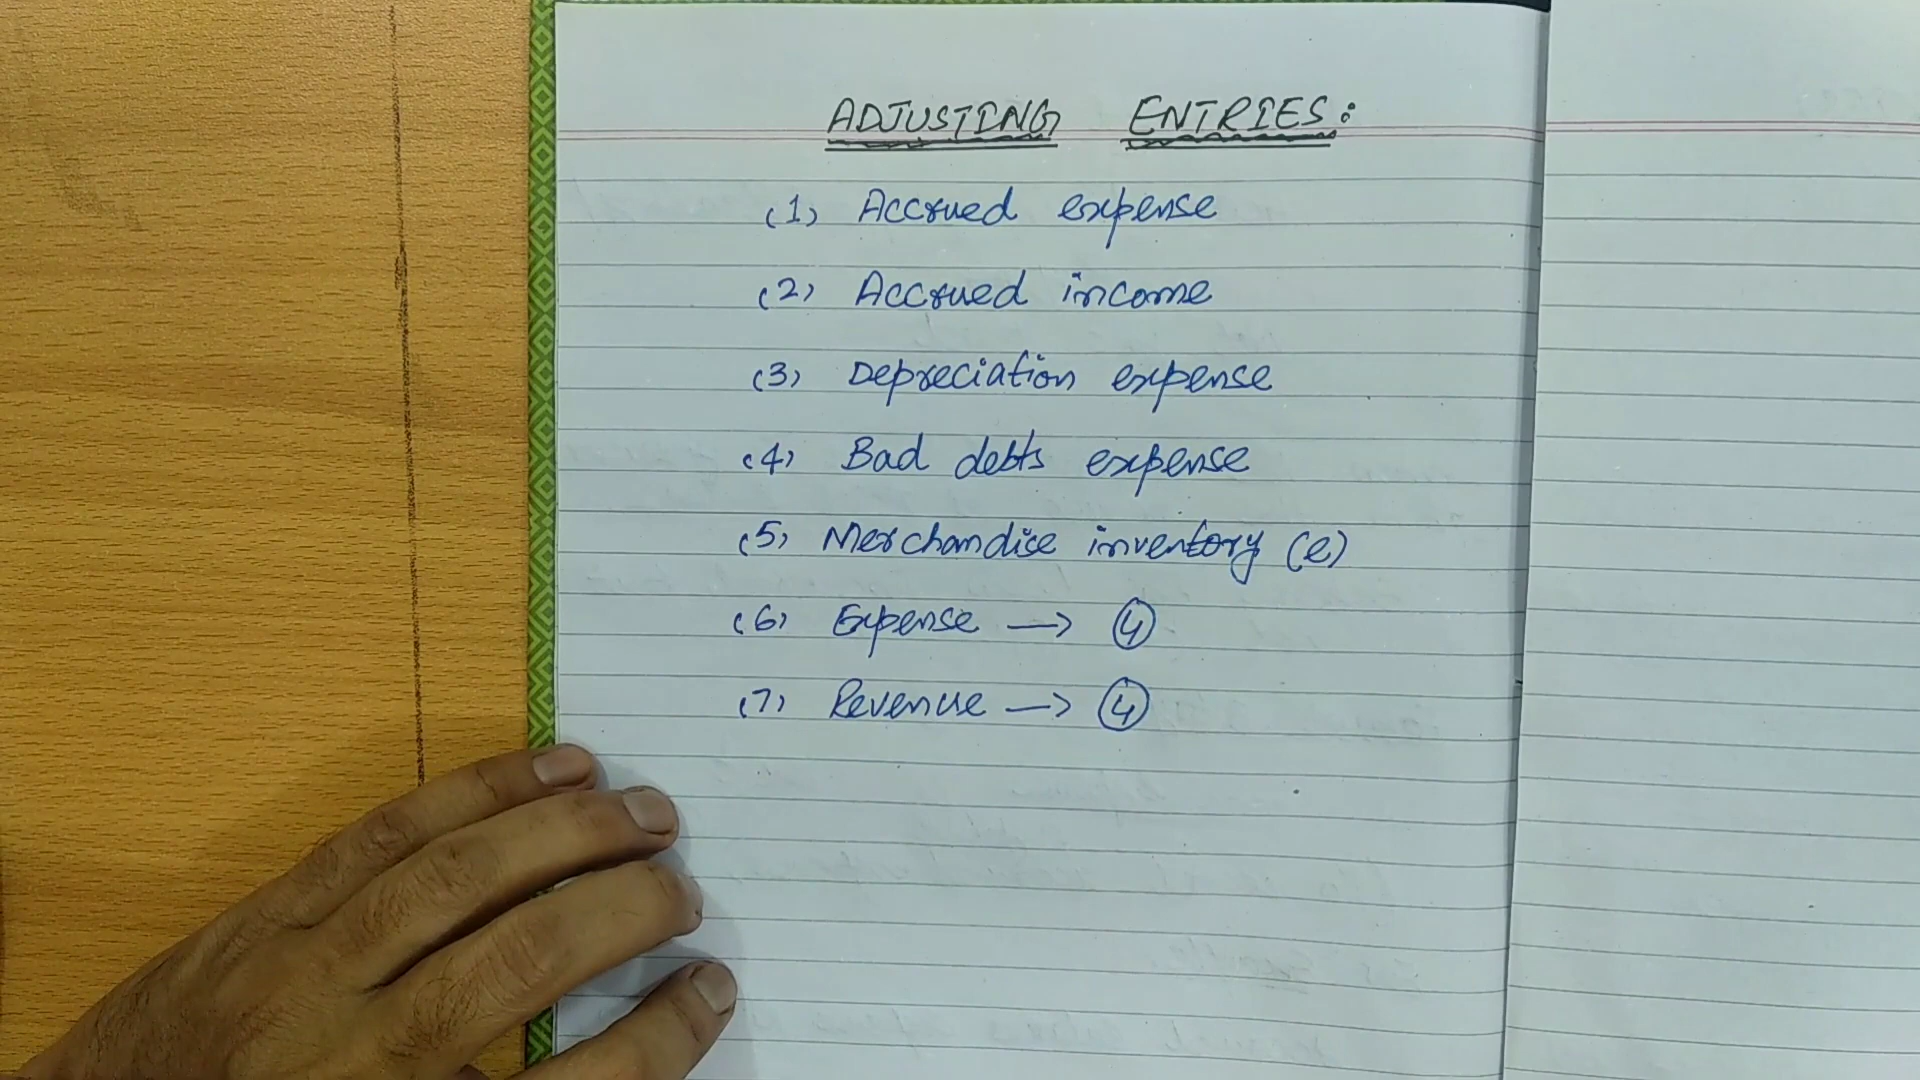 ADJUSTING ENTRIES:
(1) Accrued expense
(2) Accrued income
(3) Depreciation expense
(4) Bad debts expense
(5) Merchandise inventory (e)
(6) Expense → 4
(7) Revenue → 4